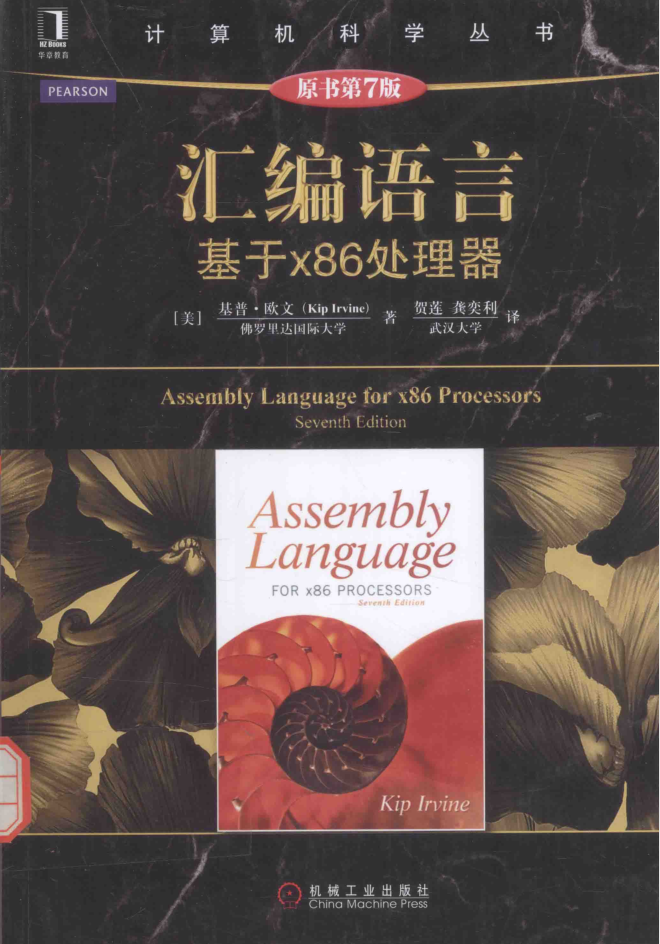 计算机科学丛书
HZ BOOKS
华章教育
PEARSON
原书第7版
汇编语言
基于x86处理器
[美] 基普·欧文（Kip Irvine） 著 贺莲 龚奕利 译
佛罗里达国际大学 武汉大学
Assembly Language for x86 Processors
Seventh Edition
Assembly
Language
FOR x86 PROCESSORS
Seventh Edition
Kip Irvine
机械工业出版社
China Machine Press